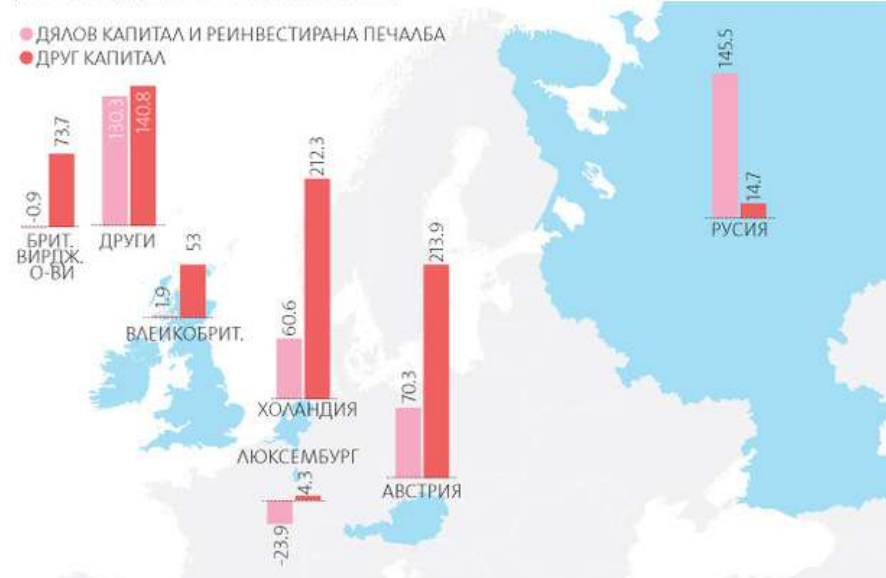 ДЯЛОВ КАПИТАЛ И РЕИНВЕСТИРАНА ПЕЧАЛБА
ДРУГ КАПИТАЛ
-0.9
73.7
БРИТ.
ВИРДЖ.
О-ВИ
130.3
140.8
ДРУГИ
1.9
53
ВЛЕЙКОБРИТ.
60.6
212.3
ХОЛАНДИЯ
ЛЮКСЕМБУРГ
-23.9
4.3
70.3
213.9
АВСТРИЯ
145.5
14.7
РУСИЯ